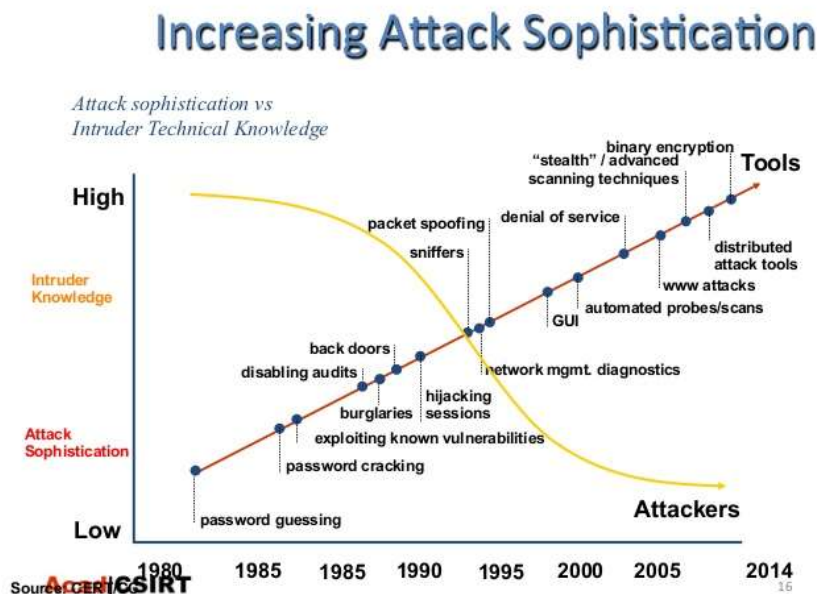 Increasing Attack Sophistication
Attack sophistication vs
Intruder Technical Knowledge
binary encryption
"stealth" / advanced
scanning techniques
Tools
High
packet spoofing
denial of service
sniffers
distributed
attack tools
www attacks
Intruder
Knowledge
automated probes/scans
GUI
back doors
disabling audits
network mgmt. diagnostics
hijacking
sessions
burglaries
exploiting known vulnerabilities
Attack
Sophistication
password cracking
Attackers
password guessing
Low
1980 1985 1985 1990 1995 2000 2005 2014
Source: CERT/CC
CSIRT
16